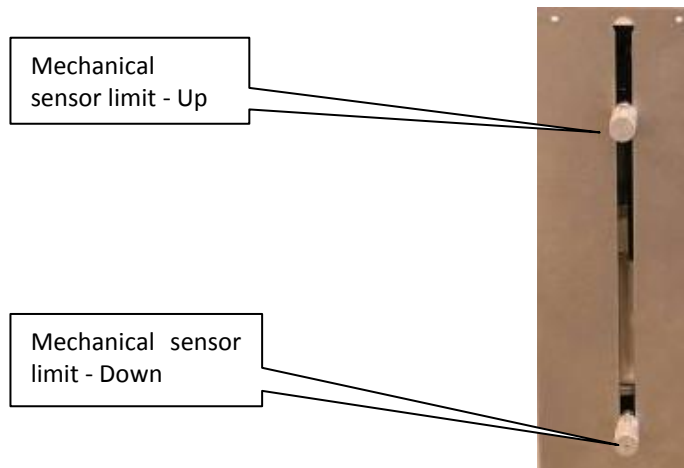 Mechanical
sensor limit - Up
Mechanical sensor
limit - Down